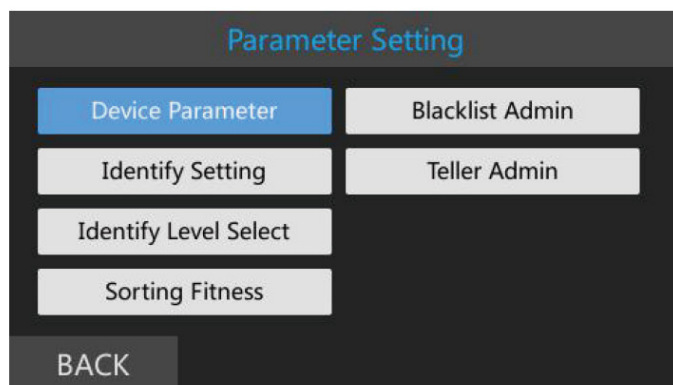 Parameter Setting
Device Parameter
Blacklist Admin
Identify Setting
Teller Admin
Identify Level Select
Sorting Fitness
BACK